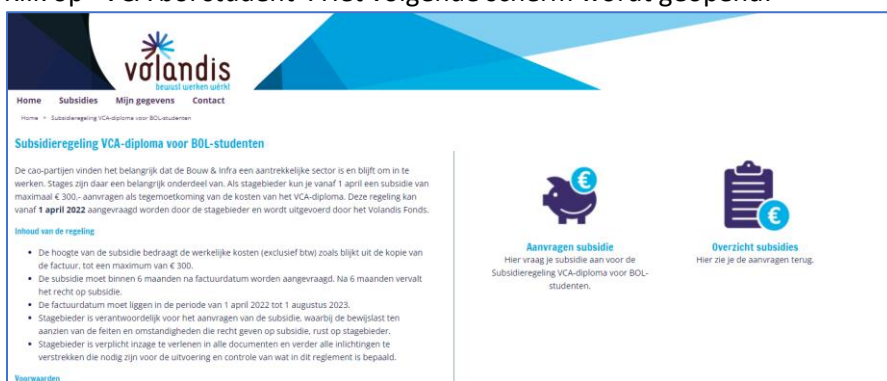 Klik op "VCA bol student". Het volgende scherm wordt geopend:
volandis
bewust werken wérkt
Home Subsidies Mijn gegevens Contact
Home » Subsidieregeling VCA-diploma voor BOL-studenten
Subsidieregeling VCA-diploma voor BOL-studenten
De cao-partijen vinden het belangrijk dat de Bouw & Infra een aantrekkelijke sector is en blijft om in te
werken. Stages zijn daar een belangrijk onderdeel van. Als stagebieder kun je vanaf 1 april een subsidie van
maximaal € 300,- aanvragen als tegemoetkoming van de kosten van het VCA-diploma. Deze regeling kan
vanaf 1 april 2022 aangevraagd worden door de stagebieder en wordt uitgevoerd door het Volandis Fonds.
Inhoud van de regeling
• De hoogte van de subsidie bedraagt de werkelijke kosten (exclusief btw) zoals blijkt uit de kopie van
de factuur, tot een maximum van € 300.
• De subsidie moet binnen 6 maanden na factuurdatum worden aangevraagd. Na 6 maanden vervalt
het recht op subsidie.
• De factuurdatum moet liggen in de periode van 1 april 2022 tot 1 augustus 2023.
• Stagebieder is verantwoordelijk voor het aanvragen van de subsidie, waarbij de bewijslast ten
aanzien van de feiten en omstandigheden die recht geven op subsidie, rust op stagebieder.
• Stagebieder is verplicht inzage te verlenen in alle documenten en verder alle inlichtingen te
verstrekken die nodig zijn voor de uitvoering en controle van wat in dit reglement is bepaald.
Voorwaarden
€
Aanvragen subsidie
Hier vraag je subsidie aan voor de
Subsidieregeling VCA-diploma voor BOL-
studenten.
€
Overzicht subsidies
Hier zie je de aanvragen terug.